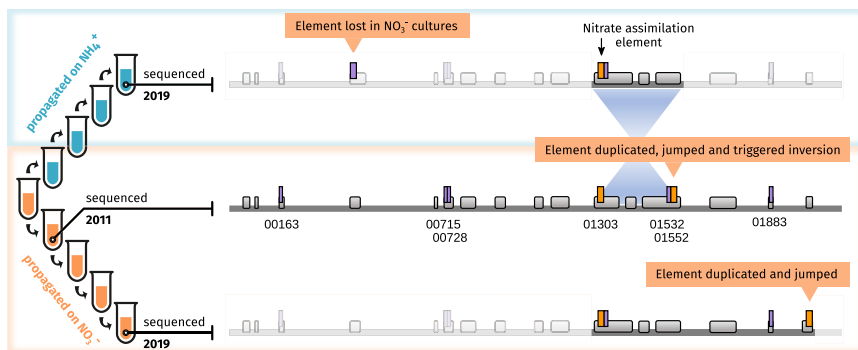 Element lost in NO₃⁻ cultures
Nitrate assimilation
element
propagated on NH₄⁺
sequenced
2019
Element duplicated, jumped and triggered inversion
sequenced
2011
00163
00715
00728
01303
01532
01552
01883
Element duplicated and jumped
propagated on NO₃⁻
sequenced
2019